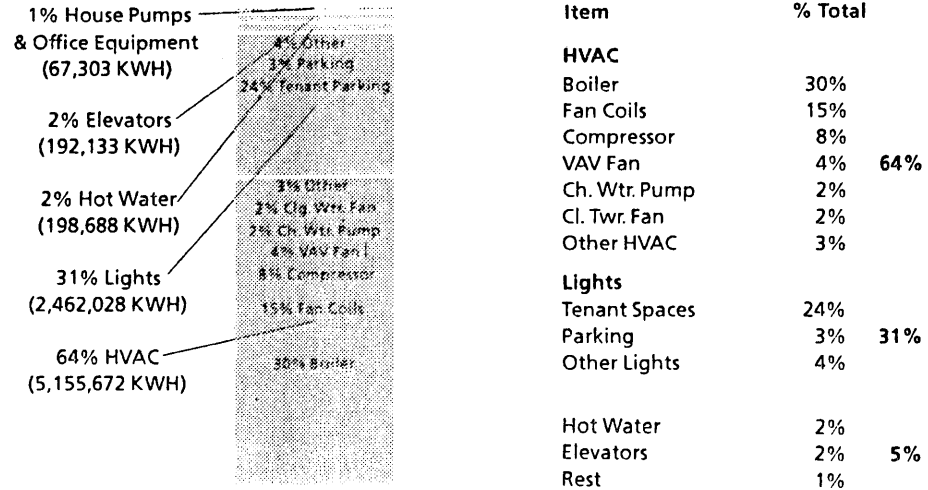 1% House Pumps
& Office Equipment
(67,303 KWH)
2% Elevators
(192,133 KWH)
2% Hot Water
(198,688 KWH)
31% Lights
(2,462,028 KWH)
64% HVAC
(5,155,672 KWH)
4% Other
3% Parking
24% Tenant Parking
3% Other
2% Clg. Wtr. Fan
2% Ch. Wtr. Pump
4% VAV Fan
8% Compressor
15% Fan Coils
30% Boiler
Item % Total
HVAC
Boiler 30%
Fan Coils 15%
Compressor 8%
VAV Fan 4% 64%
Ch. Wtr. Pump 2%
Cl. Twr. Fan 2%
Other HVAC 3%
Lights
Tenant Spaces 24%
Parking 3% 31%
Other Lights 4%
Hot Water 2%
Elevators 2% 5%
Rest 1%